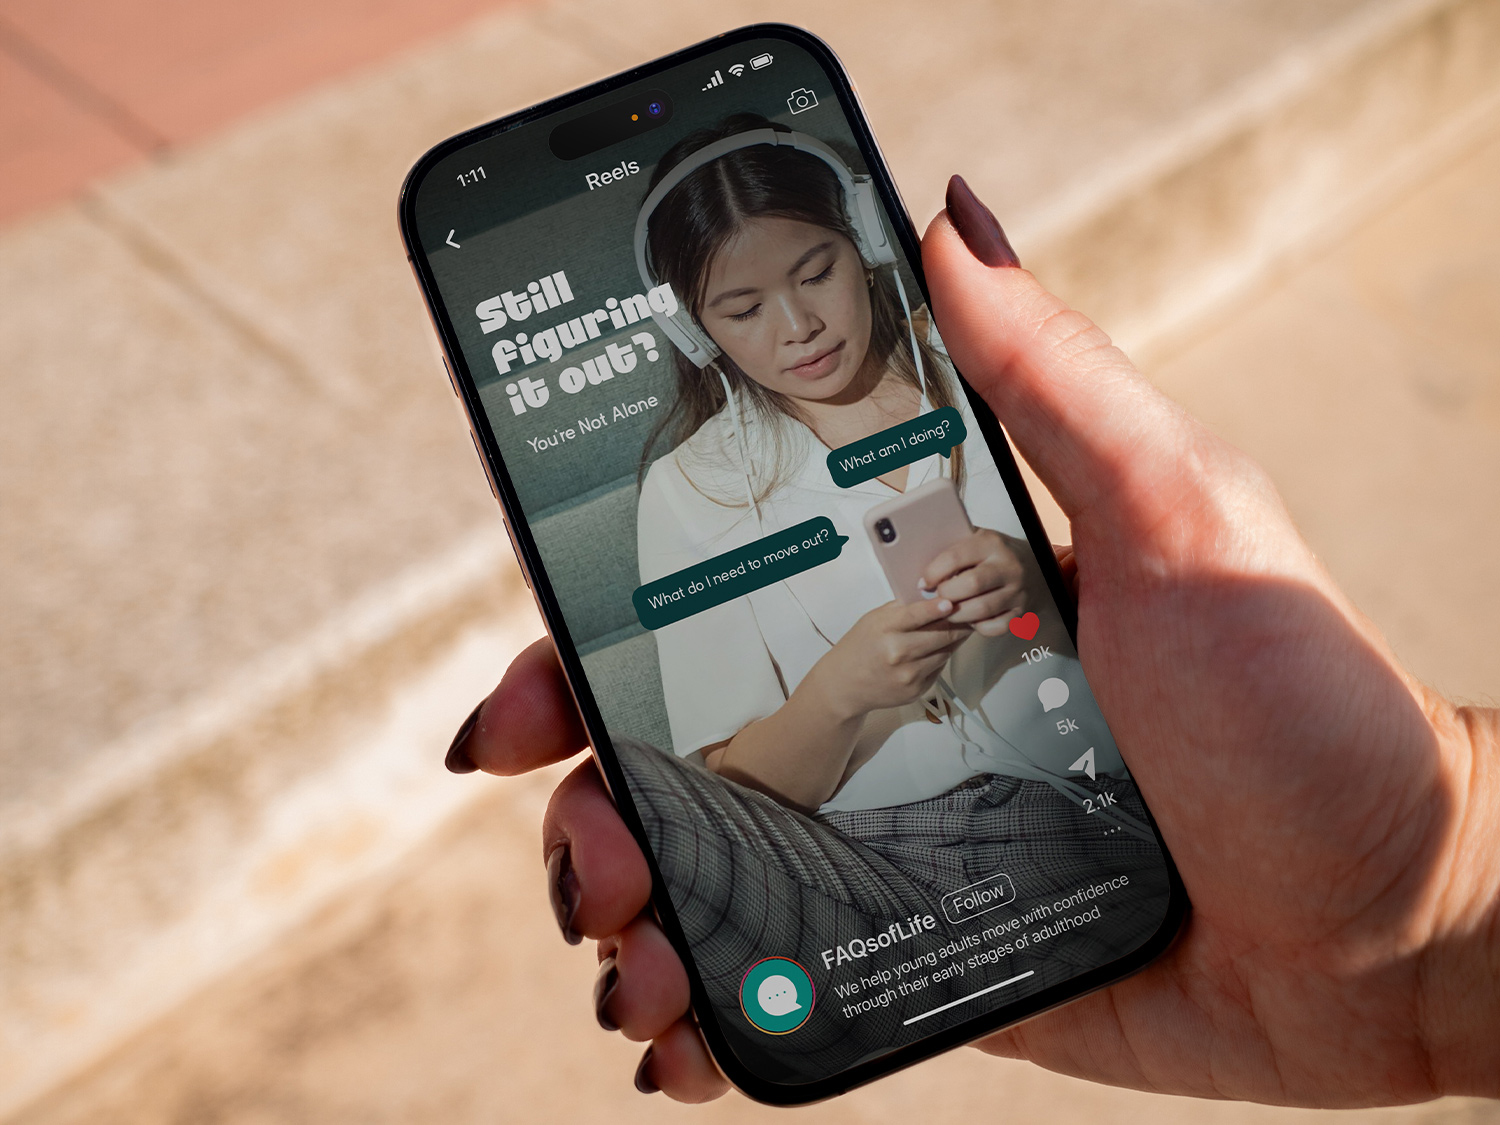 1:11
Reels
Still
figuring
it out?
You're Not Alone
What am I doing?
What do I need to move out?
10k
5k
2.1k
FAQsofLife
Follow
We help young adults move with confidence
through their early stages of adulthood